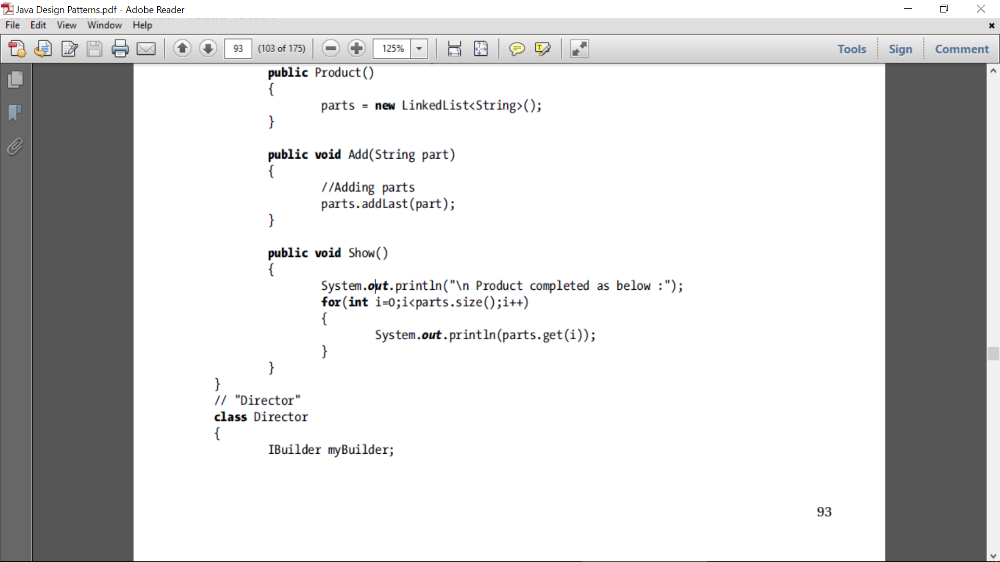 Java Design Patterns.pdf - Adobe Reader
File Edit View Window Help
93 (103 of 175) 125% Tools Sign Comment
public Product()
{
parts = new LinkedList<String>();
}
public void Add(String part)
{
//Adding parts
parts.addLast(part);
}
public void Show()
{
System.out.println("\n Product completed as below :");
for(int i=0;i<parts.size();i++)
{
System.out.println(parts.get(i));
}
}
}
// "Director"
class Director
{
IBuilder myBuilder;
93